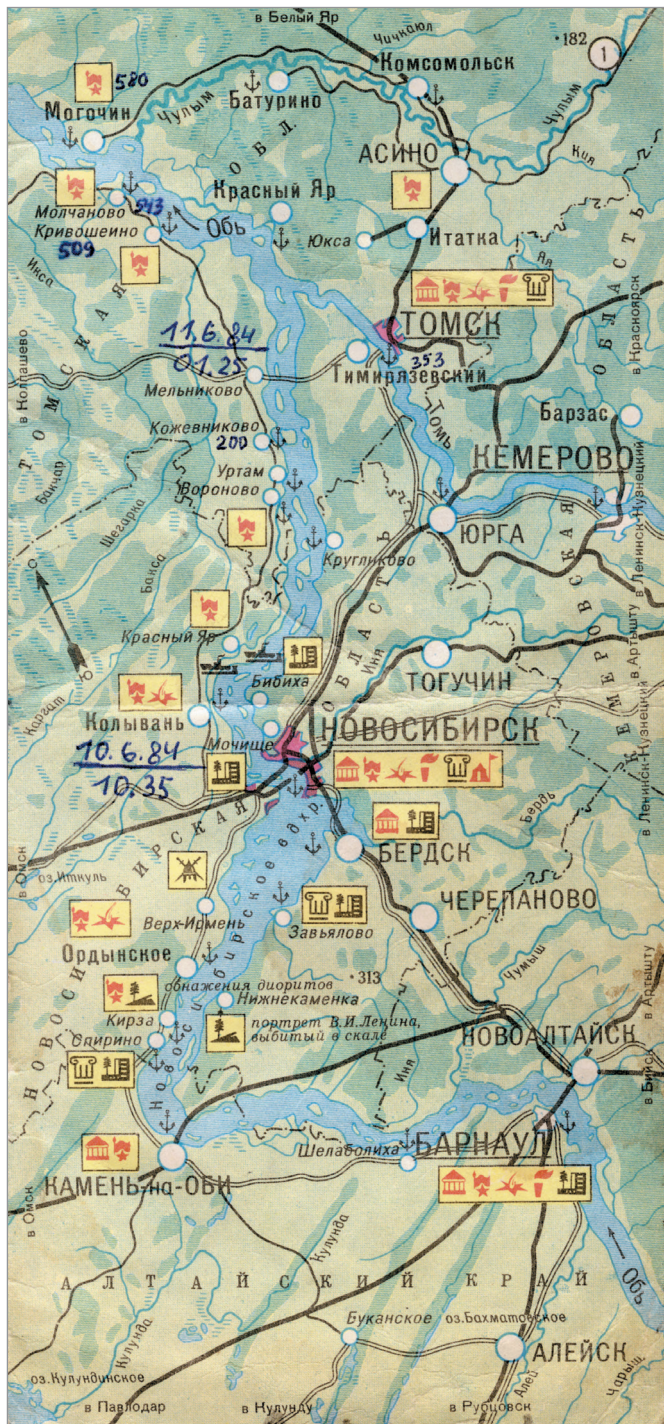 в Белый Яр
Чичкаюл
182
1
580
Комсомольск
Могочин
Чулым
Батурино
Чулым
О Б Л.
АСИНО
Кия
Красный Яр
Молчаново
543
Кривошеино
Обь
509
Юкса
Итатка
Яя
Икса
ТОМСКАЯ
ОБЛАСТЬ
11.6.84
01.25
ТОМСК
353
Тимирязевский
в Колпашево
в Красноярск
Мельниково
Томь
Барзас
Кожевниково
200
КЕМЕРОВО
Бакчар
Уртам
Вороново
Шегарка
ЮРГА
в Ленинск-Кузнецкий
Кругликово
Бакса
КЕМЕРОВСКАЯ
Красный Яр
ОБЛАСТЬ
Иня
ТОГУЧИН
в Артышту
Бибиха
Каргат
Колывань
НОВОСИБИРСК
Мочище
10.6.84
10.35
в Ленинск-Кузнецкий
Бердь
НОВОСИБИРСКАЯ
Новосибирское вдхр.
в Омск
оз.Иткуль
БЕРДСК
Верх-Ирмень
Завьялово
ЧЕРЕПАНОВО
Ордынское
Чумыш
обнажения диоритов
313
в Артышту
Нижнекаменка
Кирза
портрет В.И.Ленина,
выбитый в скале
Спирино
НОВОАЛТАЙСК
Иня
в Бийск
Шелаболиха
БАРНАУЛ
КАМЕНЬ-на-ОБИ
в Омск
Кулунда
АЛТАЙСКИЙ КРАЙ
Обь
Буканское
оз.Бахматовское
Кулунда
АЛЕЙСК
оз.Кулундинское
Алей
Чарыш
в Павлодар
в Кулунду
в Рубцовск